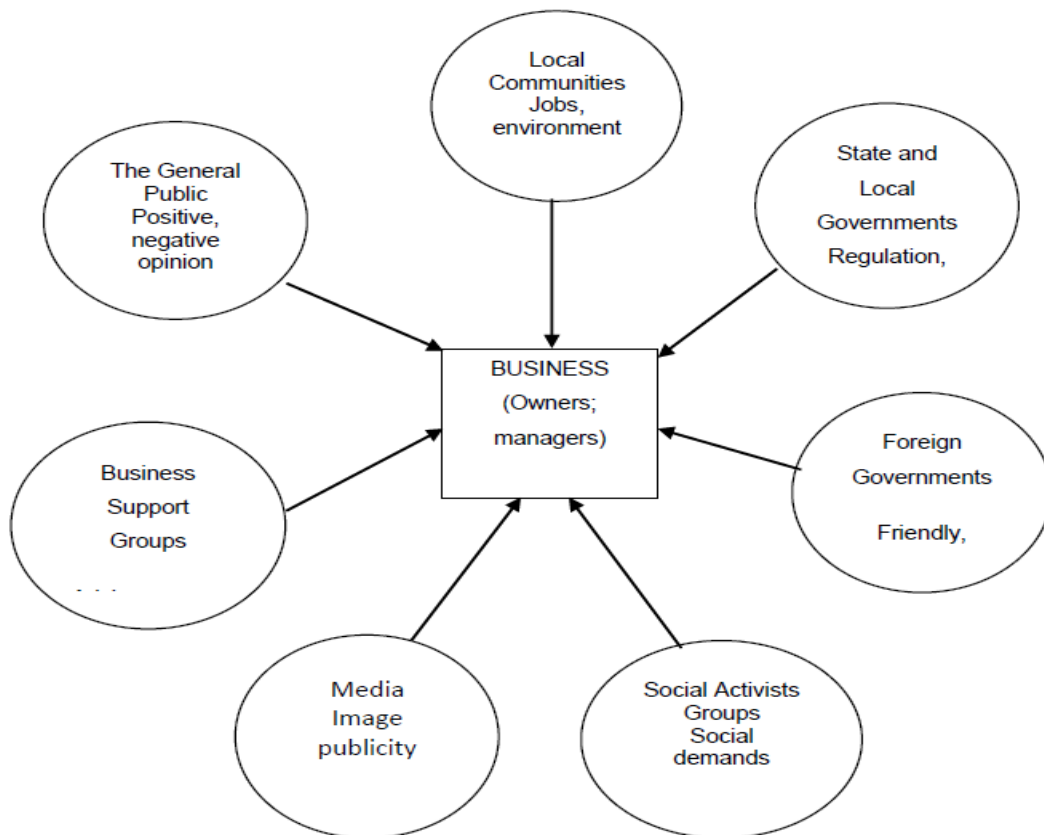 Local
Communities
Jobs,
environment
The General
Public
Positive,
negative
opinion
State and
Local
Governments
Regulation,
BUSINESS
(Owners;
managers)
Foreign
Governments
Friendly,
Business
Support
Groups
Media
Image
publicity
Social Activists
Groups
Social
demands